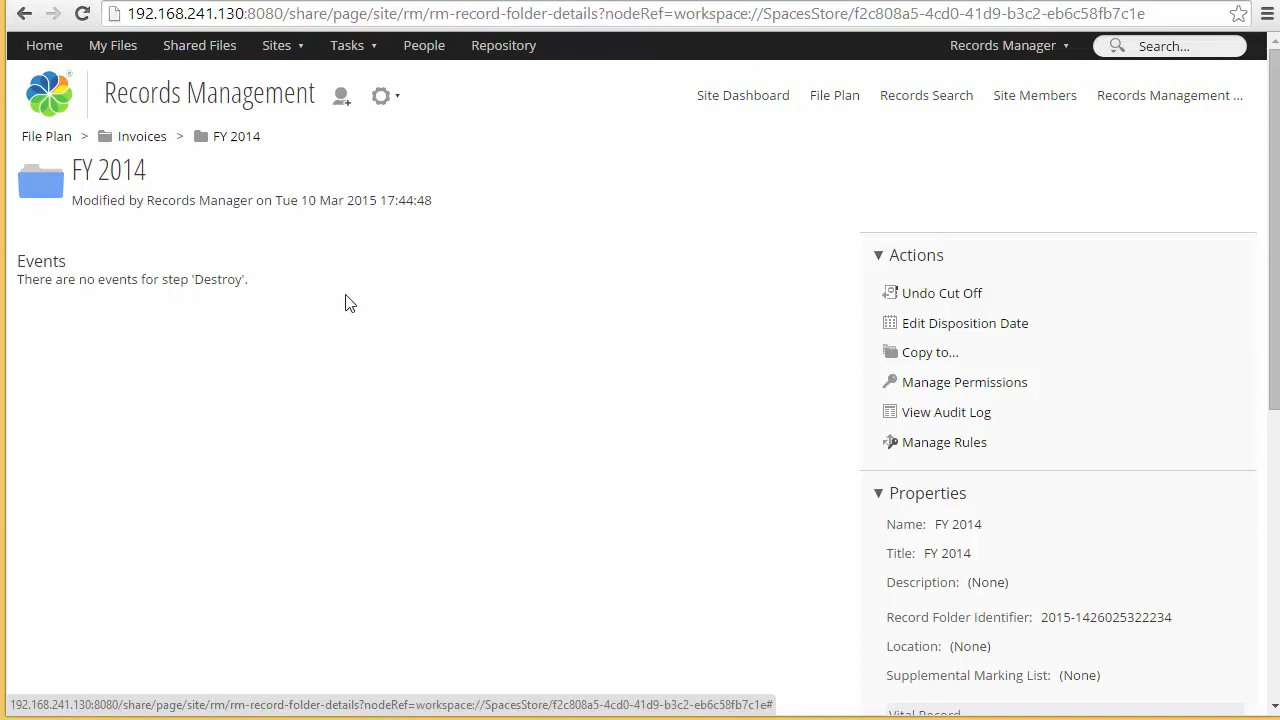 192.168.241.130:8080/share/page/site/rm/rm-record-folder-details?nodeRef=workspace://SpacesStore/f2c808a5-4cd0-41d9-b3c2-eb6c58fb7c1e
Home My Files Shared Files Sites Tasks People Repository Records Manager Search...
Records Management Site Dashboard File Plan Records Search Site Members Records Management ...
File Plan > Invoices > FY 2014
FY 2014
Modified by Records Manager on Tue 10 Mar 2015 17:44:48
Events
There are no events for step 'Destroy'.
Actions
Undo Cut Off
Edit Disposition Date
Copy to...
Manage Permissions
View Audit Log
Manage Rules
Properties
Name: FY 2014
Title: FY 2014
Description: (None)
Record Folder Identifier: 2015-1426025322234
Location: (None)
Supplemental Marking List: (None)
Vital Record
192.168.241.130:8080/share/page/site/rm/rm-record-folder-details?nodeRef=workspace://SpacesStore/f2c808a5-4cd0-41d9-b3c2-eb6c58fb7c1e#